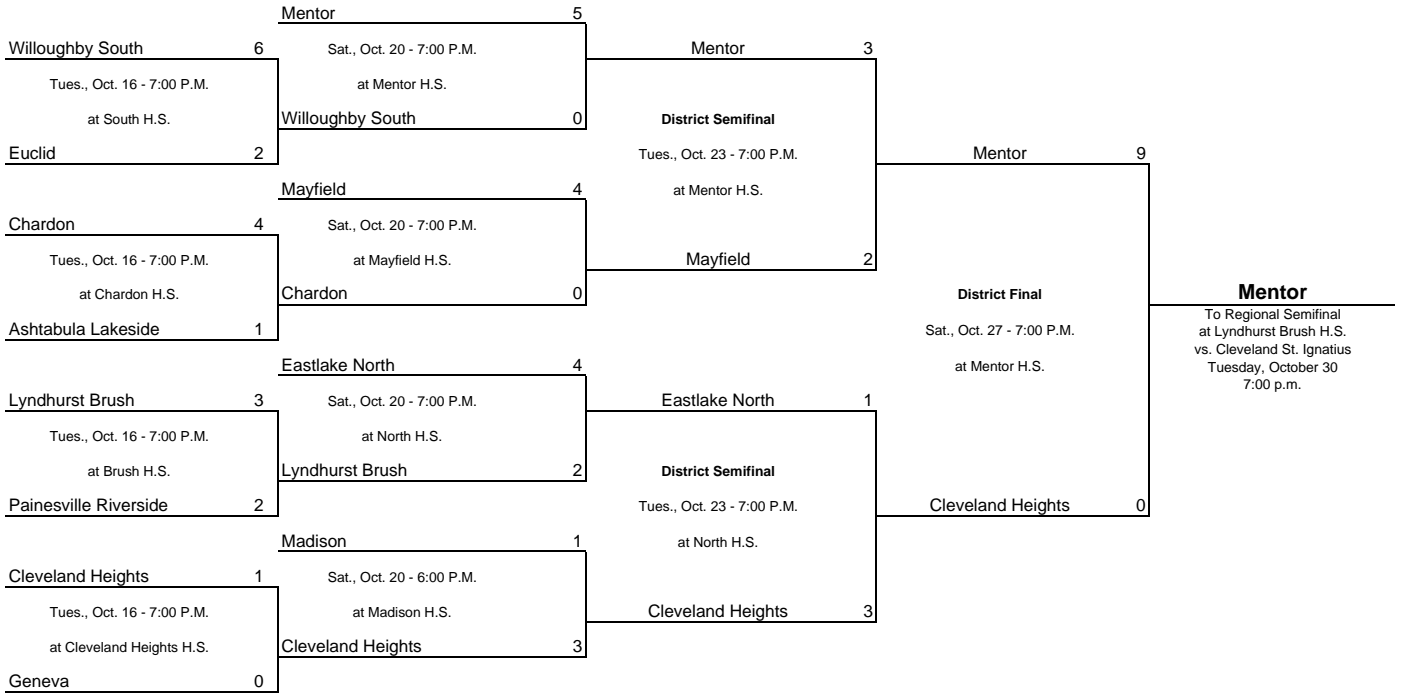 Willoughby South 6
Tues., Oct. 16 - 7:00 P.M.
at South H.S.
Euclid 2
Chardon 4
Tues., Oct. 16 - 7:00 P.M.
at Chardon H.S.
Ashtabula Lakeside 1
Lyndhurst Brush 3
Tues., Oct. 16 - 7:00 P.M.
at Brush H.S.
Painesville Riverside 2
Cleveland Heights 1
Tues., Oct. 16 - 7:00 P.M.
at Cleveland Heights H.S.
Geneva 0
Mentor 5
Sat., Oct. 20 - 7:00 P.M.
at Mentor H.S.
Willoughby South 0
Mayfield 4
Sat., Oct. 20 - 7:00 P.M.
at Mayfield H.S.
Chardon 0
Eastlake North 4
Sat., Oct. 20 - 7:00 P.M.
at North H.S.
Lyndhurst Brush 2
Madison 1
Sat., Oct. 20 - 6:00 P.M.
at Madison H.S.
Cleveland Heights 3
Mentor 3
District Semifinal
Tues., Oct. 23 - 7:00 P.M.
at Mentor H.S.
Mayfield 2
Eastlake North 1
District Semifinal
Tues., Oct. 23 - 7:00 P.M.
at North H.S.
Cleveland Heights 3
Mentor 9
District Final
Sat., Oct. 27 - 7:00 P.M.
at Mentor H.S.
Cleveland Heights 0
Mentor
To Regional Semifinal
at Lyndhurst Brush H.S.
vs. Cleveland St. Ignatius
Tuesday, October 30
7:00 p.m.